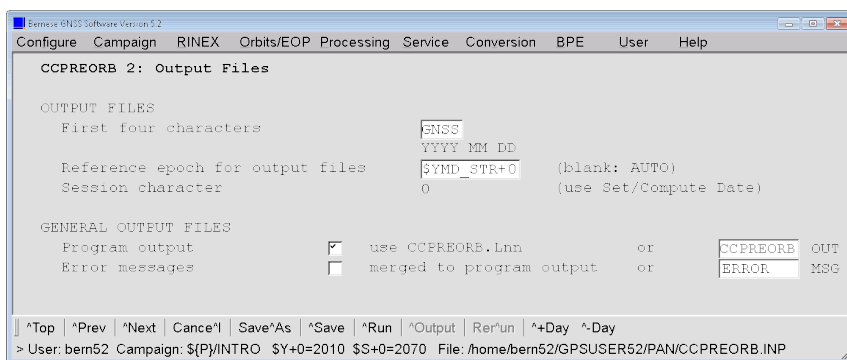 Bernese GNSS Software Version 5.2
Configure Campaign RINEX Orbits/EOP Processing Service Conversion BPE User Help
CCPREORB 2: Output Files
OUTPUT FILES
First four characters GNSS
YYYY MM DD
Reference epoch for output files $YMD_STR+0 (blank: AUTO)
Session character 0 (use Set/Compute Date)
GENERAL OUTPUT FILES
Program output use CCPREORB.Lnn or CCPREORB OUT
Error messages merged to program output or ERROR MSG
^Top ^Prev ^Next Cance^l Save^As ^Save ^Run ^Output Rer^un ^+Day ^-Day
> User: bern52 Campaign: ${P}/INTRO $Y+0=2010 $S+0=2070 File: /home/bern52/GPSUSER52/PAN/CCPREORB.INP